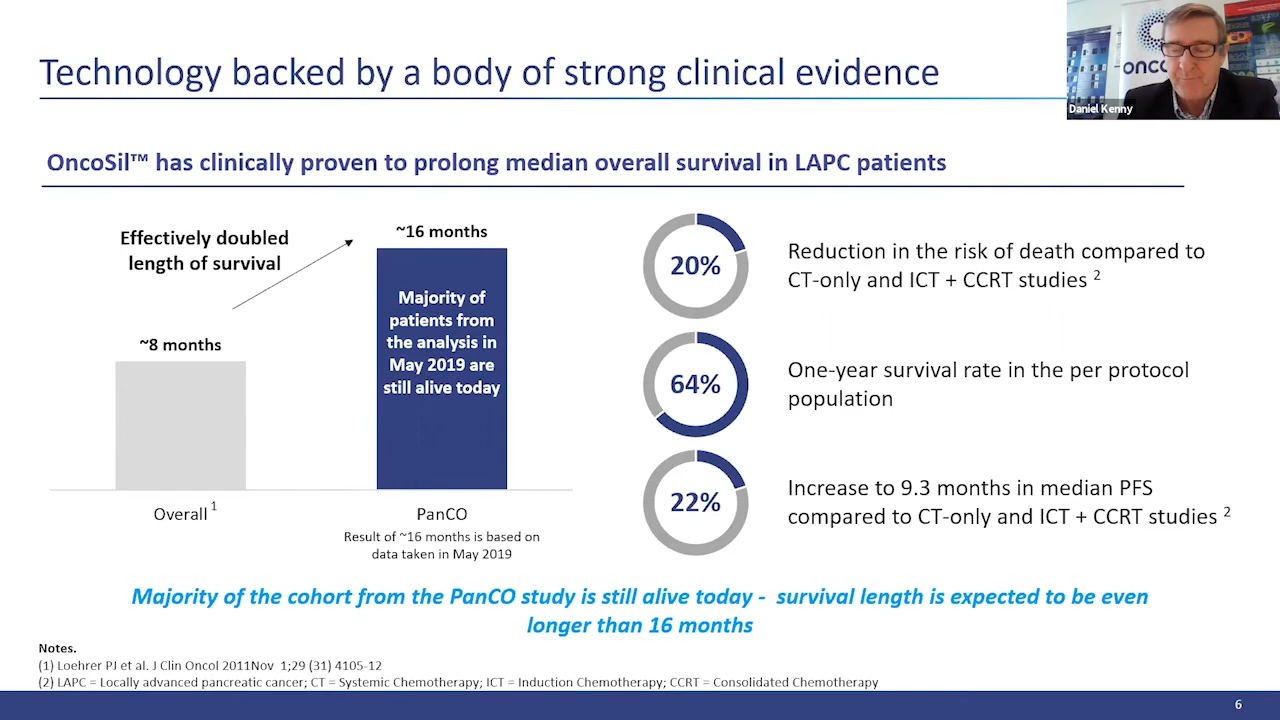 Technology backed by a body of strong clinical evidence
onco
Daniel Kenny
OncoSil™ has clinically proven to prolong median overall survival in LAPC patients
Effectively doubled
length of survival
~8 months
Overall 1
~16 months
Majority of
patients from
the analysis in
May 2019 are
still alive today
PanCO
Result of ~16 months is based on
data taken in May 2019
20%
Reduction in the risk of death compared to
CT-only and ICT + CCRT studies 2
64%
One-year survival rate in the per protocol
population
22%
Increase to 9.3 months in median PFS
compared to CT-only and ICT + CCRT studies 2
Majority of the cohort from the PanCO study is still alive today - survival length is expected to be even
longer than 16 months
Notes.
(1) Loehrer PJ et al. J Clin Oncol 2011Nov 1;29 (31) 4105-12
(2) LAPC = Locally advanced pancreatic cancer; CT = Systemic Chemotherapy; ICT = Induction Chemotherapy; CCRT = Consolidated Chemotherapy
6